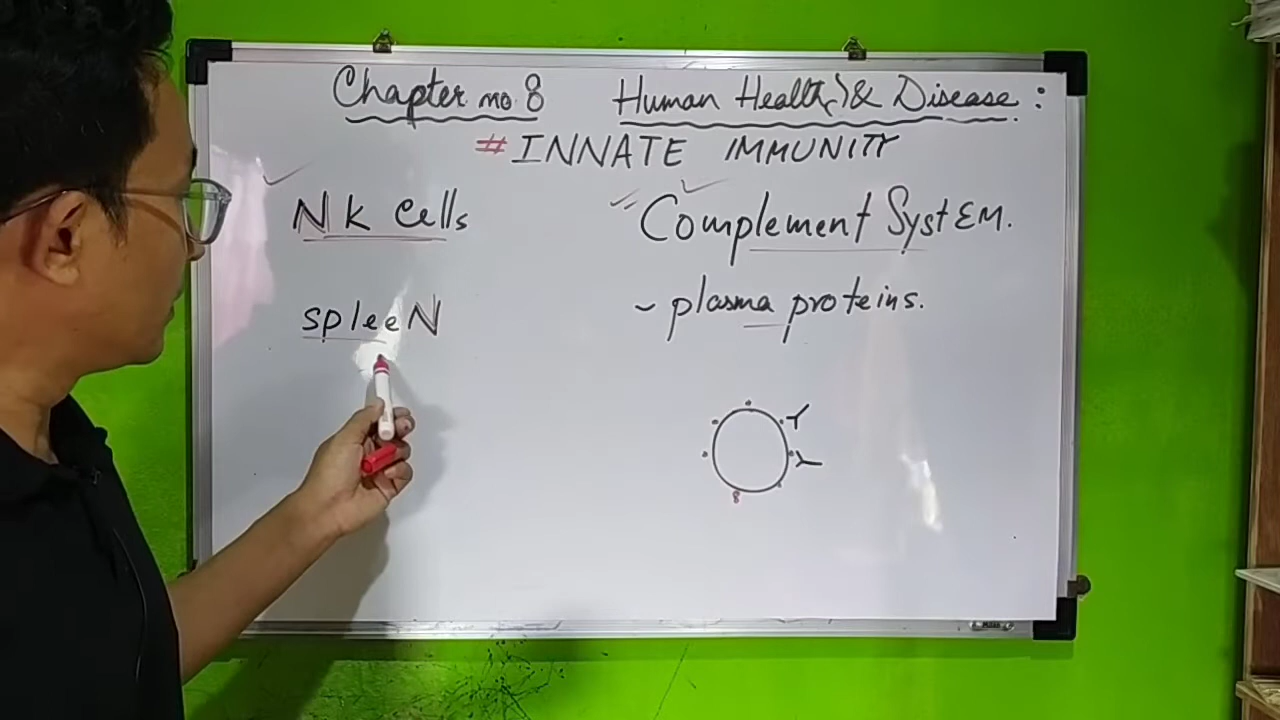 Chapter no. 8 Human Health & Disease :
# INNATE IMMUNITY
NK Cells
spleeN
Complement SystEM.
- plasma proteins.